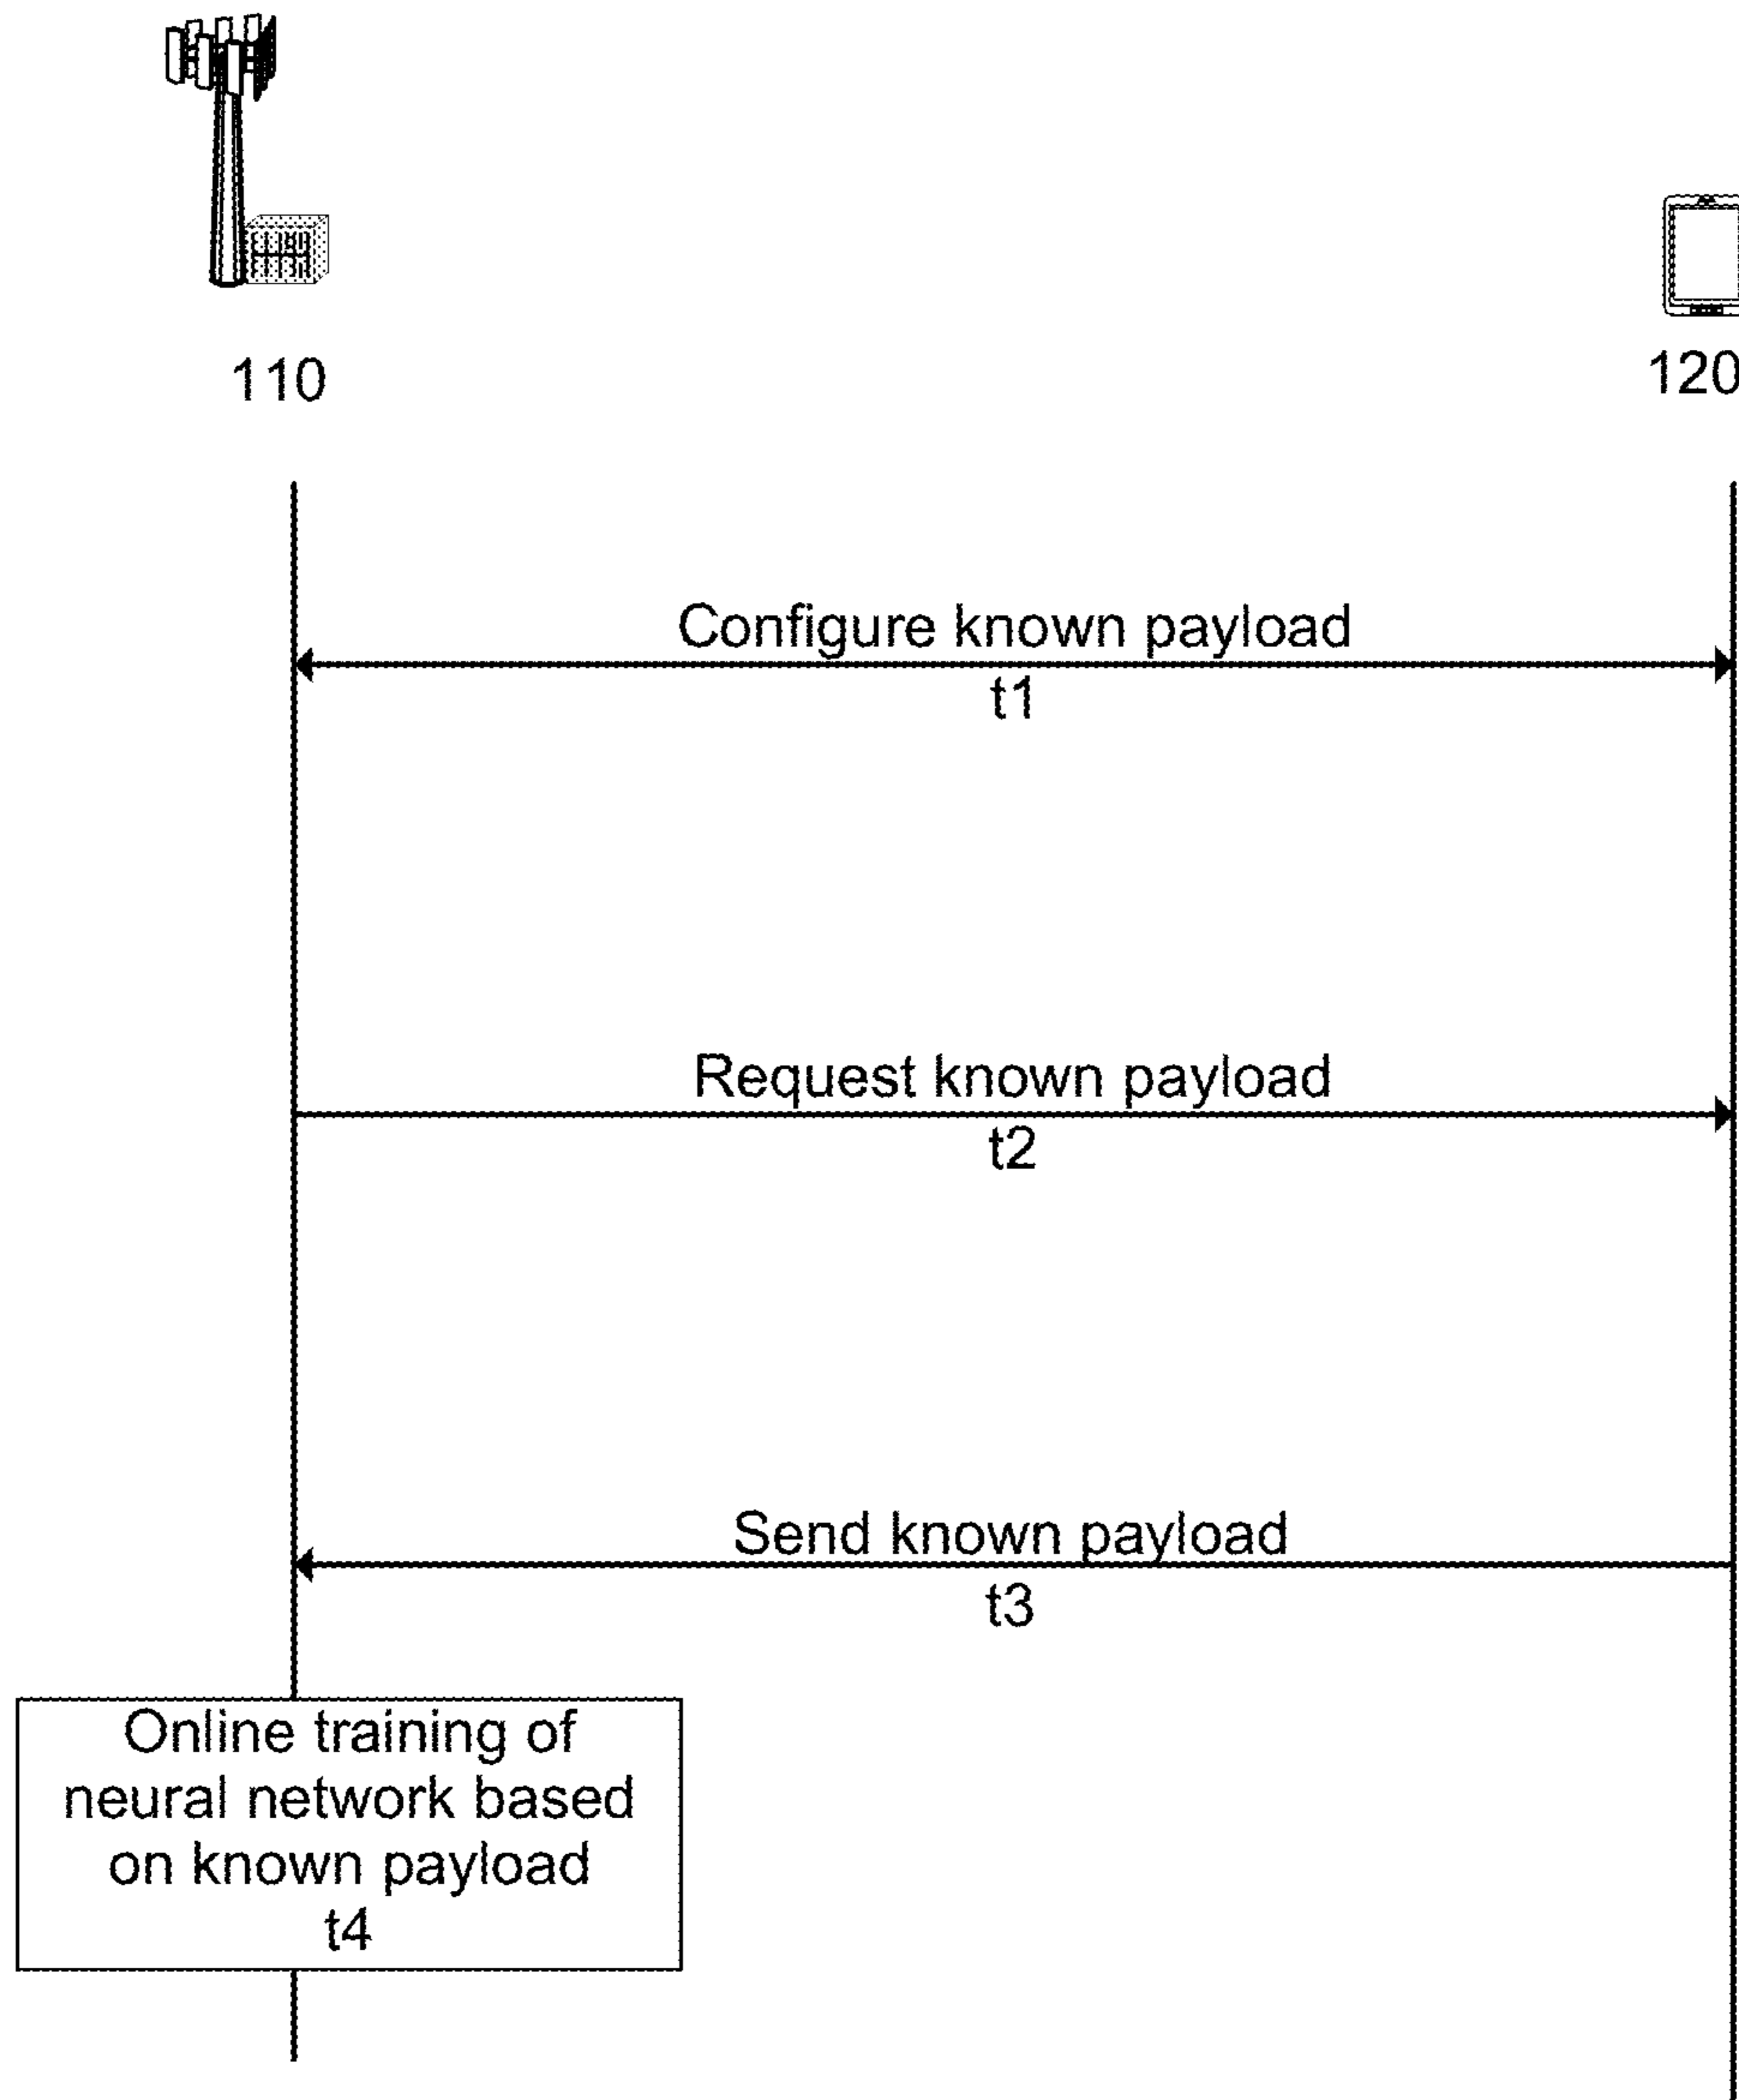 110
120
Configure known payload
t1
Request known payload
t2
Send known payload
t3
Online training of
neural network based
on known payload
t4